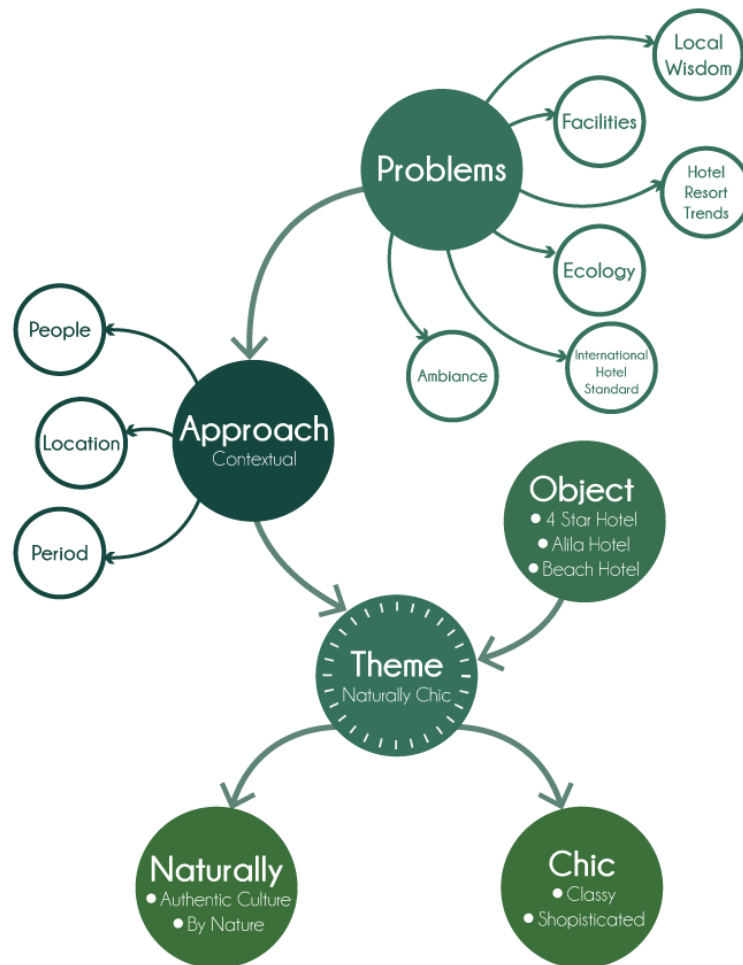 Local
Wisdom
Facilities
Problems
Hotel
Resort
Trends
Ecology
People
International
Hotel
Standard
Ambiance
Approach
Contextual
Location
Object
4 Star Hotel
Alila Hotel
Beach Hotel
Period
Theme
Naturally Chic
Naturally
Authentic Culture
By Nature
Chic
Classy
Shopisticated